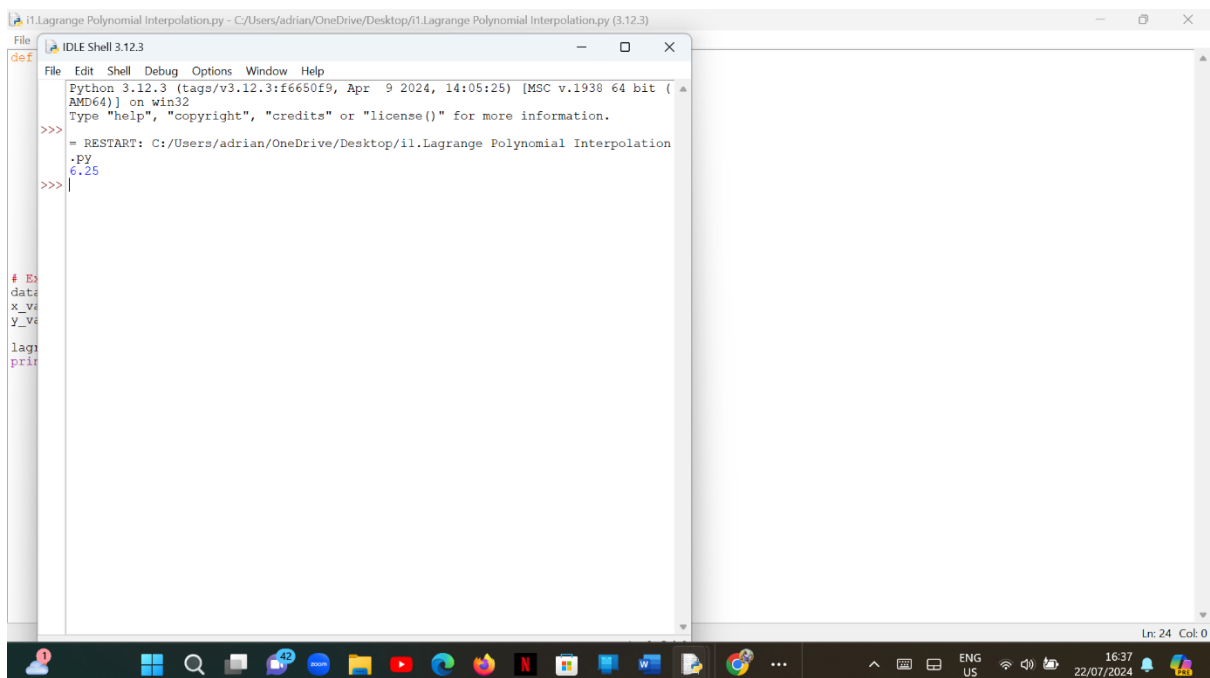 i1.Lagrange Polynomial Interpolation.py - C:/Users/adrian/OneDrive/Desktop/i1.Lagrange Polynomial Interpolation.py (3.12.3)
File
def
IDLE Shell 3.12.3
File Edit Shell Debug Options Window Help
Python 3.12.3 (tags/v3.12.3:f6650f9, Apr  9 2024, 14:05:25) [MSC v.1938 64 bit (
AMD64)] on win32
Type "help", "copyright", "credits" or "license()" for more information.
>>>
= RESTART: C:/Users/adrian/OneDrive/Desktop/i1.Lagrange Polynomial Interpolation
.py
6.25
>>>
# Ex
data
x_va
y_va
lagr
prin
Ln: 24 Col: 0
1
42
zoom
N
W
ENG
US
16:37
22/07/2024
PRE